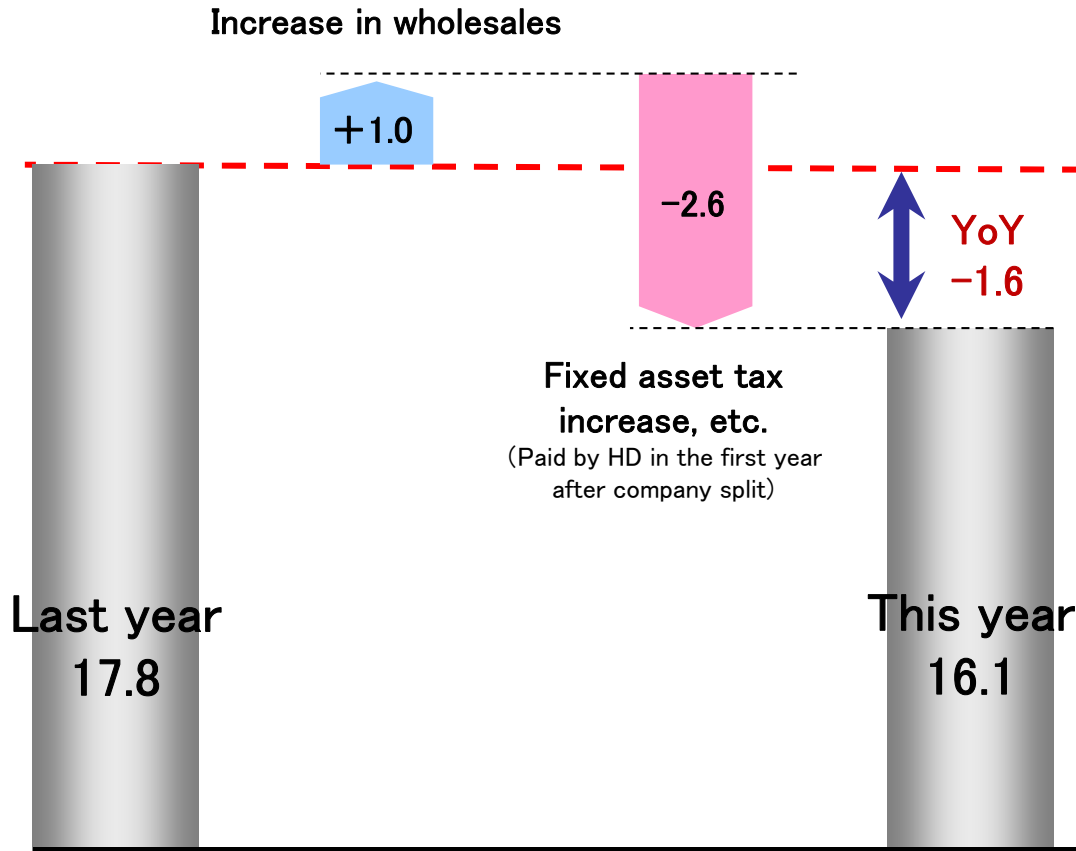 Increase in wholesales
＋1.0
−2.6
YoY
−1.6
Fixed asset tax
increase, etc.
（Paid by HD in the first year
after company split）
Last year
17.8
This year
16.1